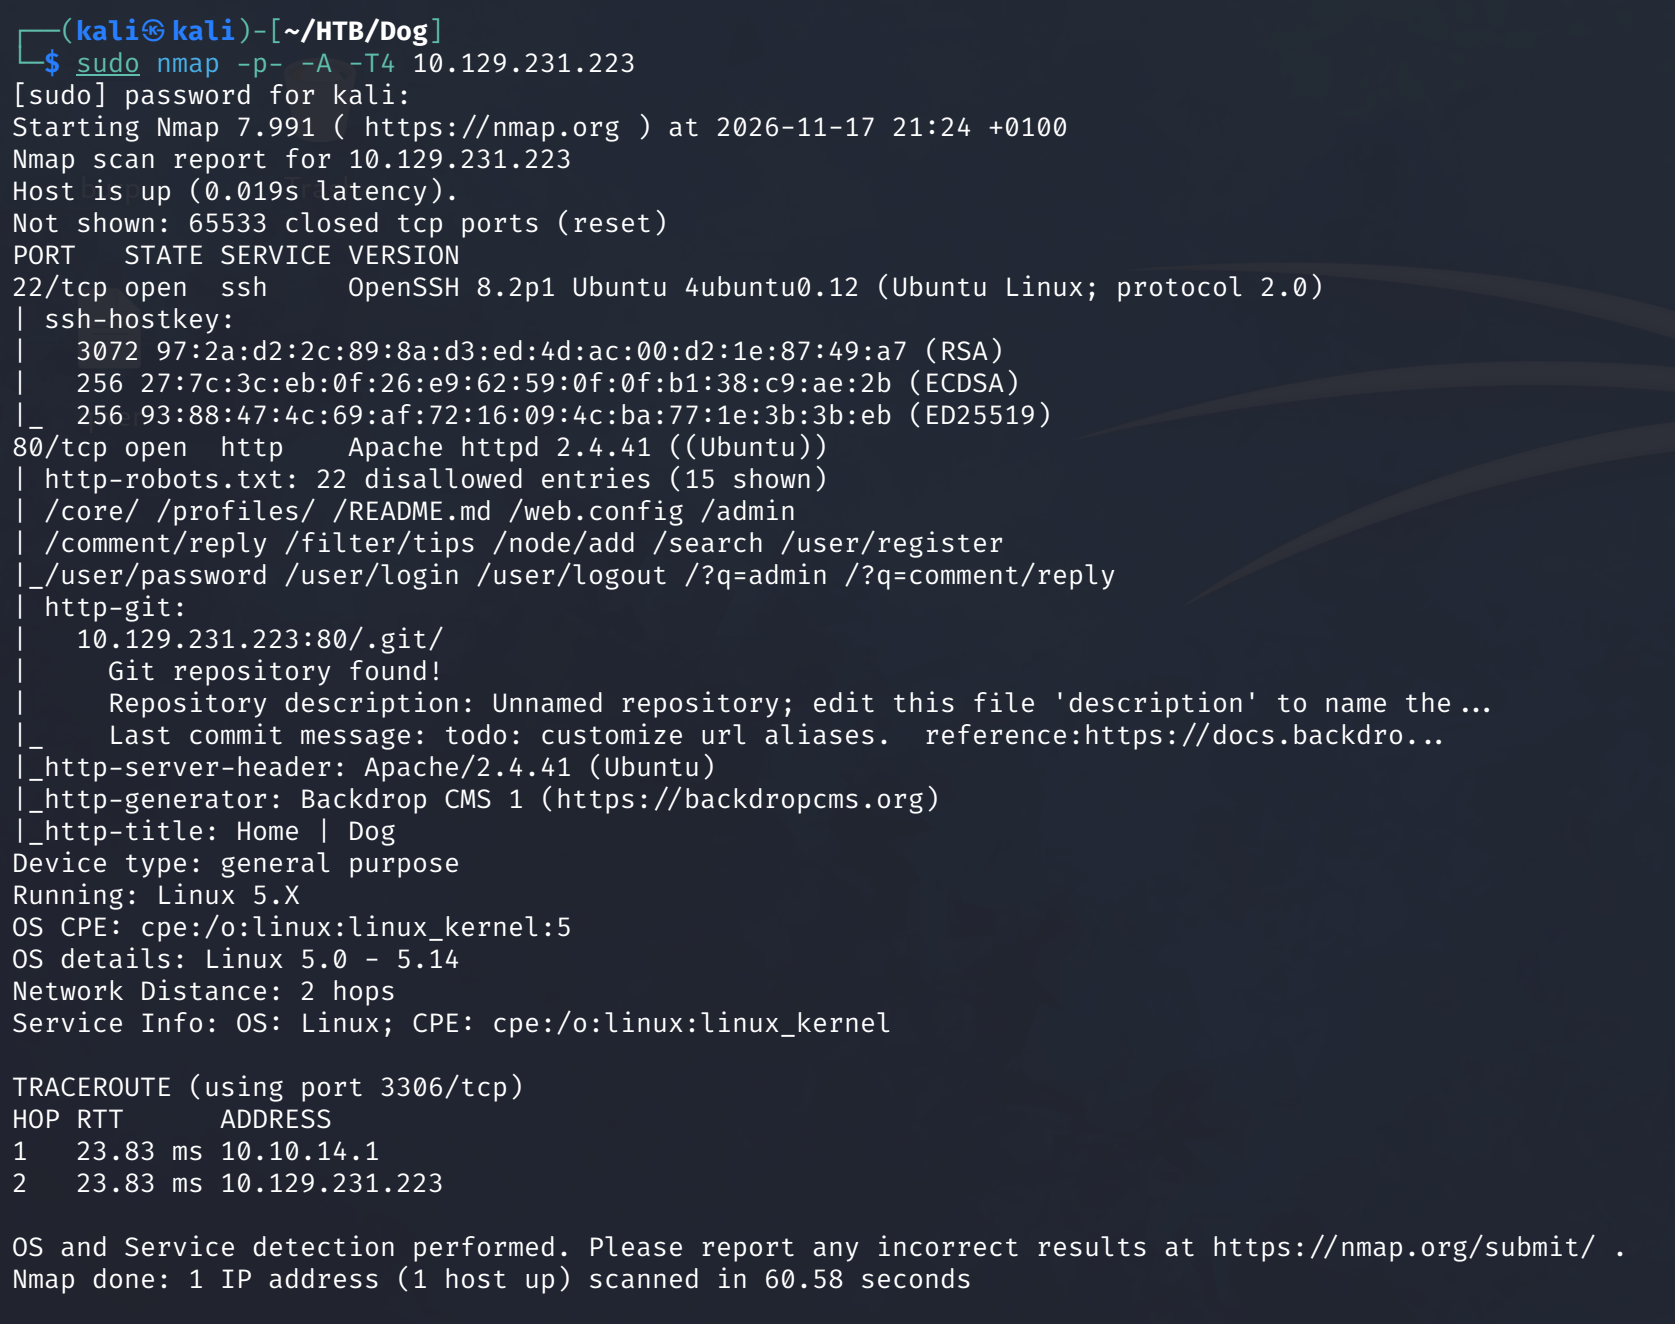 ┌──(kali㉿kali)-[~/HTB/Dog]
└─$ sudo nmap -p- -A -T4 10.129.231.223
[sudo] password for kali:
Starting Nmap 7.991 ( https://nmap.org ) at 2026-11-17 21:24 +0100
Nmap scan report for 10.129.231.223
Host is up (0.019s latency).
Not shown: 65533 closed tcp ports (reset)
PORT   STATE SERVICE VERSION
22/tcp open  ssh     OpenSSH 8.2p1 Ubuntu 4ubuntu0.12 (Ubuntu Linux; protocol 2.0)
| ssh-hostkey:
|   3072 97:2a:d2:2c:89:8a:d3:ed:4d:ac:00:d2:1e:87:49:a7 (RSA)
|   256 27:7c:3c:eb:0f:26:e9:62:59:0f:0f:b1:38:c9:ae:2b (ECDSA)
|_  256 93:88:47:4c:69:af:72:16:09:4c:ba:77:1e:3b:3b:eb (ED25519)
80/tcp open  http    Apache httpd 2.4.41 ((Ubuntu))
| http-robots.txt: 22 disallowed entries (15 shown)
| /core/ /profiles/ /README.md /web.config /admin
| /comment/reply /filter/tips /node/add /search /user/register
|_/user/password /user/login /user/logout /?q=admin /?q=comment/reply
| http-git:
|   10.129.231.223:80/.git/
|     Git repository found!
|     Repository description: Unnamed repository; edit this file 'description' to name the...
|_    Last commit message: todo: customize url aliases.  reference:https://docs.backdro...
|_http-server-header: Apache/2.4.41 (Ubuntu)
|_http-generator: Backdrop CMS 1 (https://backdropcms.org)
|_http-title: Home | Dog
Device type: general purpose
Running: Linux 5.X
OS CPE: cpe:/o:linux:linux_kernel:5
OS details: Linux 5.0 - 5.14
Network Distance: 2 hops
Service Info: OS: Linux; CPE: cpe:/o:linux:linux_kernel

TRACEROUTE (using port 3306/tcp)
HOP RTT      ADDRESS
1   23.83 ms 10.10.14.1
2   23.83 ms 10.129.231.223

OS and Service detection performed. Please report any incorrect results at https://nmap.org/submit/ .
Nmap done: 1 IP address (1 host up) scanned in 60.58 seconds